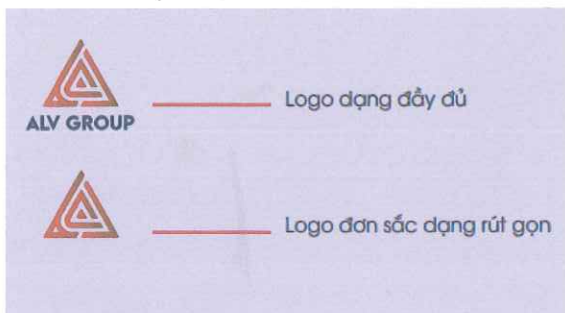 Logo dạng đầy đủ
ALV GROUP
Logo đơn sắc dạng rút gọn